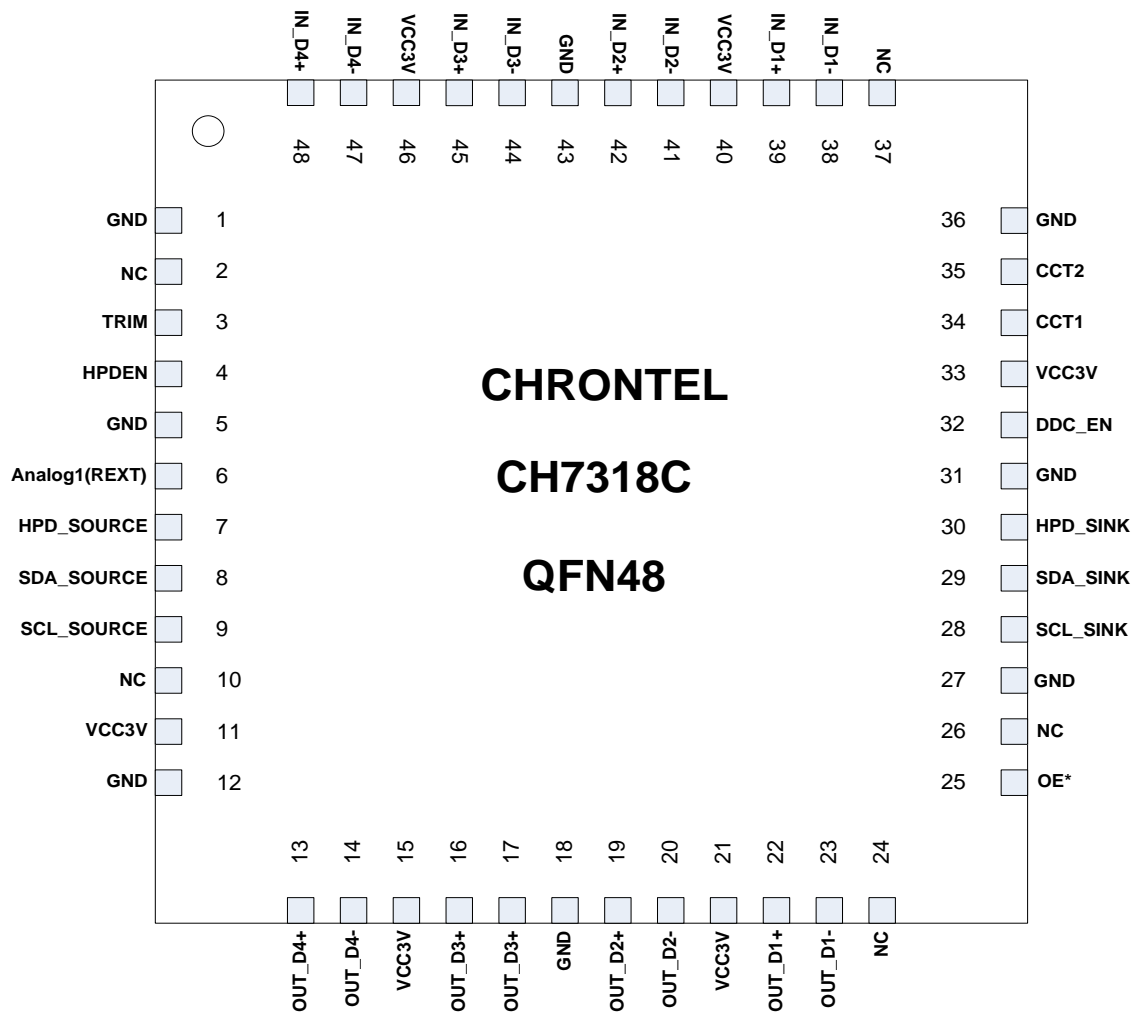 IN_D4+
IN_D4-
VCC3V
IN_D3+
IN_D3-
GND
IN_D2+
IN_D2-
VCC3V
IN_D1+
IN_D1-
NC
48
47
46
45
44
43
42
41
40
39
38
37
GND 1
NC 2
TRIM 3
HPDEN 4
GND 5
Analog1(REXT) 6
HPD_SOURCE 7
SDA_SOURCE 8
SCL_SOURCE 9
NC 10
VCC3V 11
GND 12
CHRONTEL
CH7318C
QFN48
36 GND
35 CCT2
34 CCT1
33 VCC3V
32 DDC_EN
31 GND
30 HPD_SINK
29 SDA_SINK
28 SCL_SINK
27 GND
26 NC
25 OE*
13
14
15
16
17
18
19
20
21
22
23
24
OUT_D4+
OUT_D4-
VCC3V
OUT_D3+
OUT_D3+
GND
OUT_D2+
OUT_D2-
VCC3V
OUT_D1+
OUT_D1-
NC